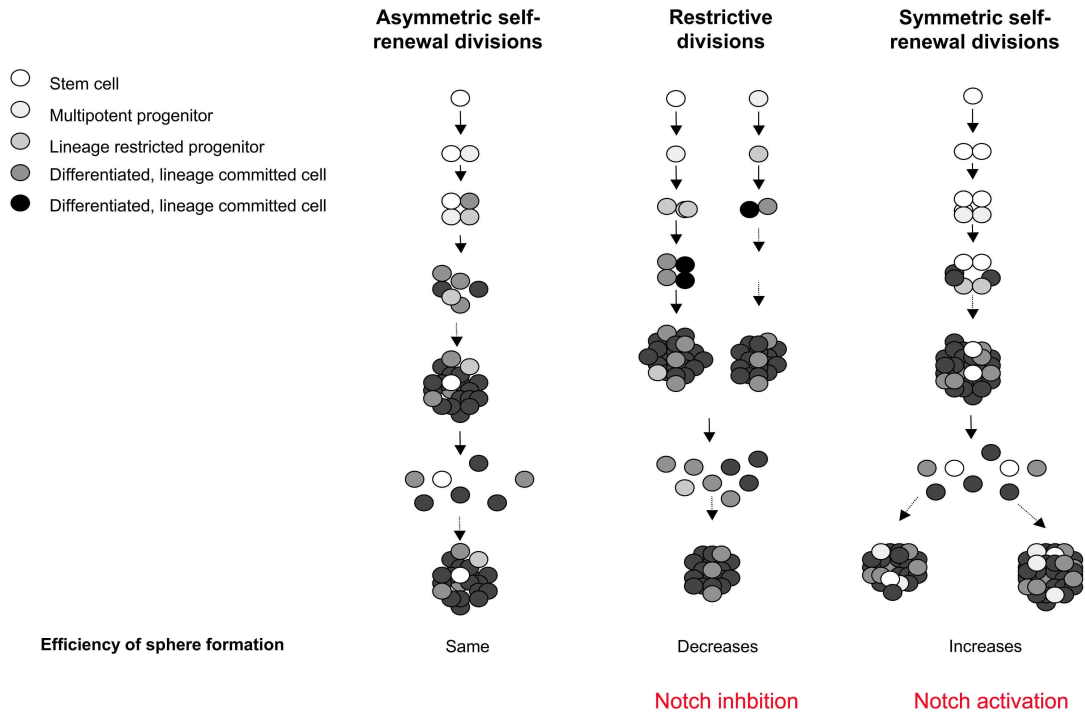 Asymmetric self-
renewal divisions
Restrictive
divisions
Symmetric self-
renewal divisions
Stem cell
Multipotent progenitor
Lineage restricted progenitor
Differentiated, lineage committed cell
Differentiated, lineage committed cell
Efficiency of sphere formation
Same
Decreases
Increases
Notch inhbition
Notch activation